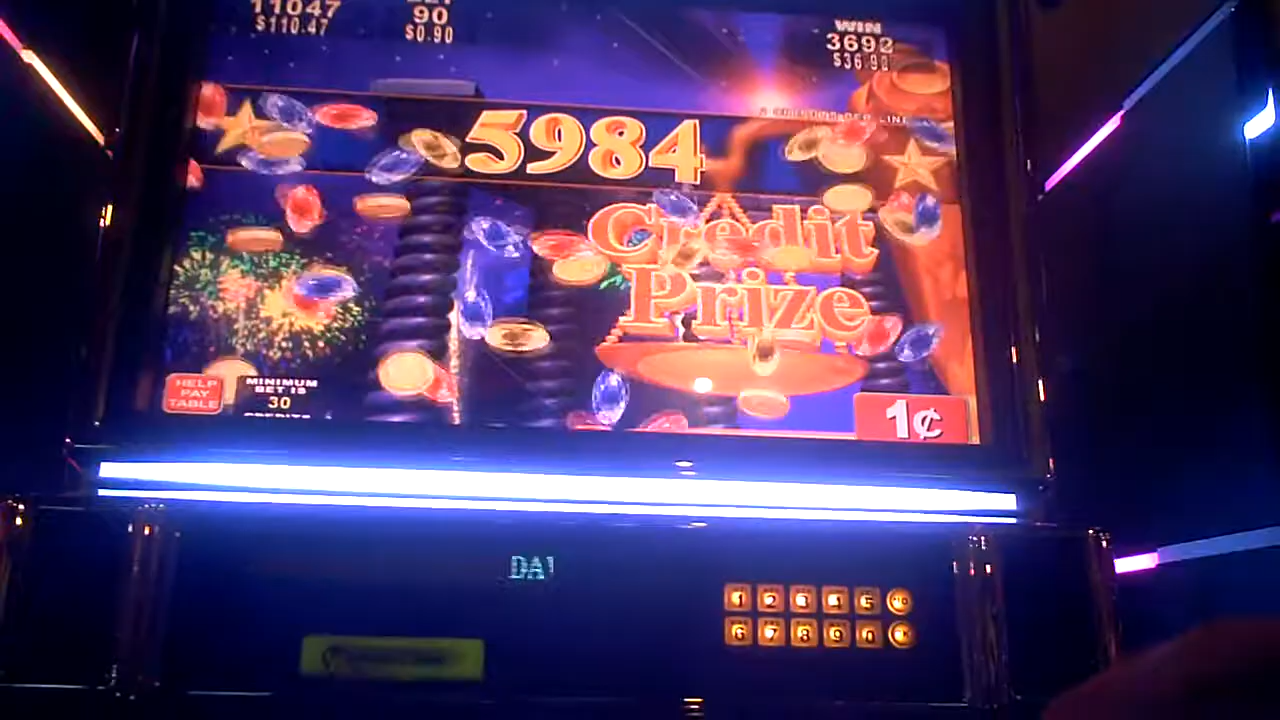 11047
$110.47
90
$0.90
WIN
3692
$36.92
5984
Credit
Prize
HELP
PAY
TABLE
MINIMUM
BET IS
30
CREDITS
1¢
1 2 3 4 5
6 7 8 9 0